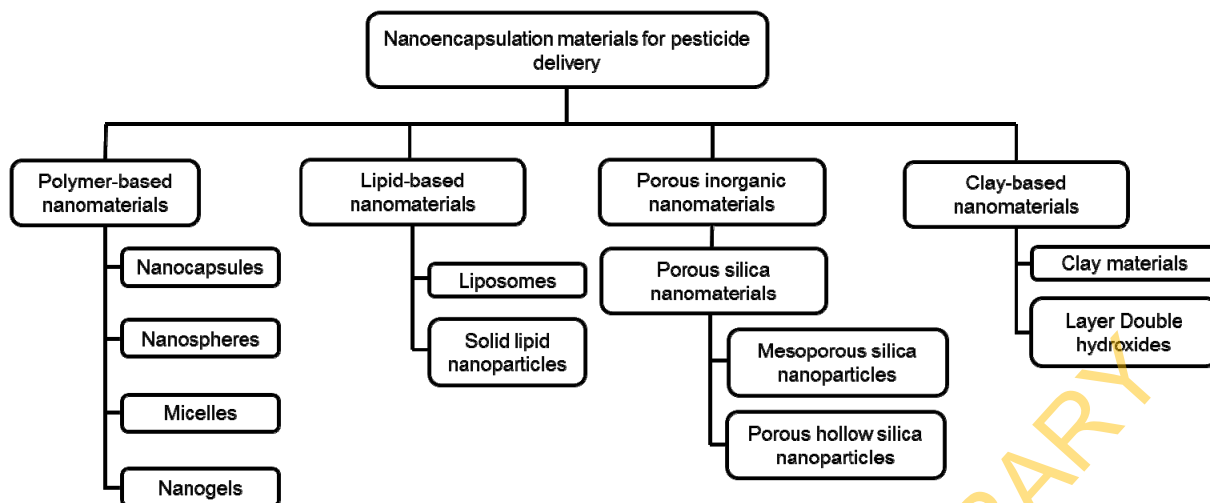 Nanoencapsulation materials for pesticide
delivery
Polymer-based
nanomaterials
Nanocapsules
Nanospheres
Micelles
Nanogels
Lipid-based
nanomaterials
Liposomes
Solid lipid
nanoparticles
Porous inorganic
nanomaterials
Porous silica
nanomaterials
Mesoporous silica
nanoparticles
Porous hollow silica
nanoparticles
Clay-based
nanomaterials
Clay materials
Layer Double
hydroxides